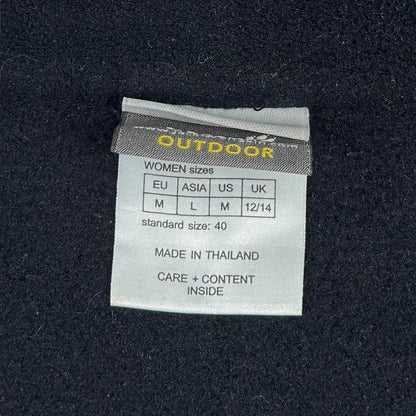 OUTDOOR
WOMEN sizes
EU ASIA US UK
M L M 12/14
standard size: 40
MADE IN THAILAND
CARE + CONTENT
INSIDE